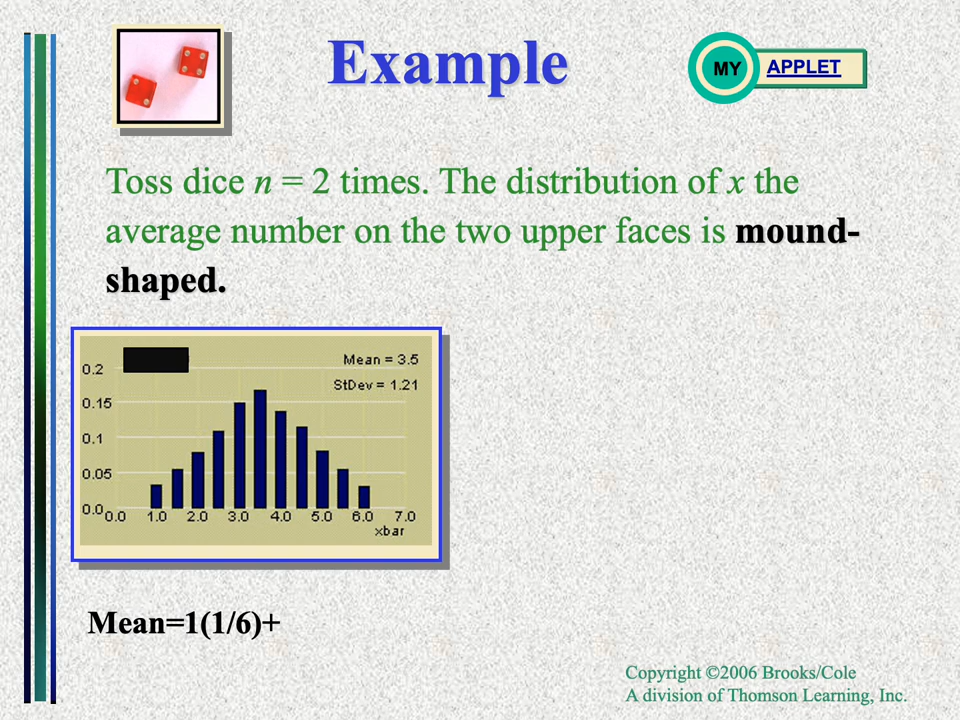 Example
MY APPLET
Toss dice n = 2 times. The distribution of x the
average number on the two upper faces is mound-
shaped.
Mean = 3.5
StDev = 1.21
0.2
0.15
0.1
0.05
0.0
0.0 1.0 2.0 3.0 4.0 5.0 6.0 7.0
xbar
Mean=1(1/6)+
Copyright ©2006 Brooks/Cole
A division of Thomson Learning, Inc.